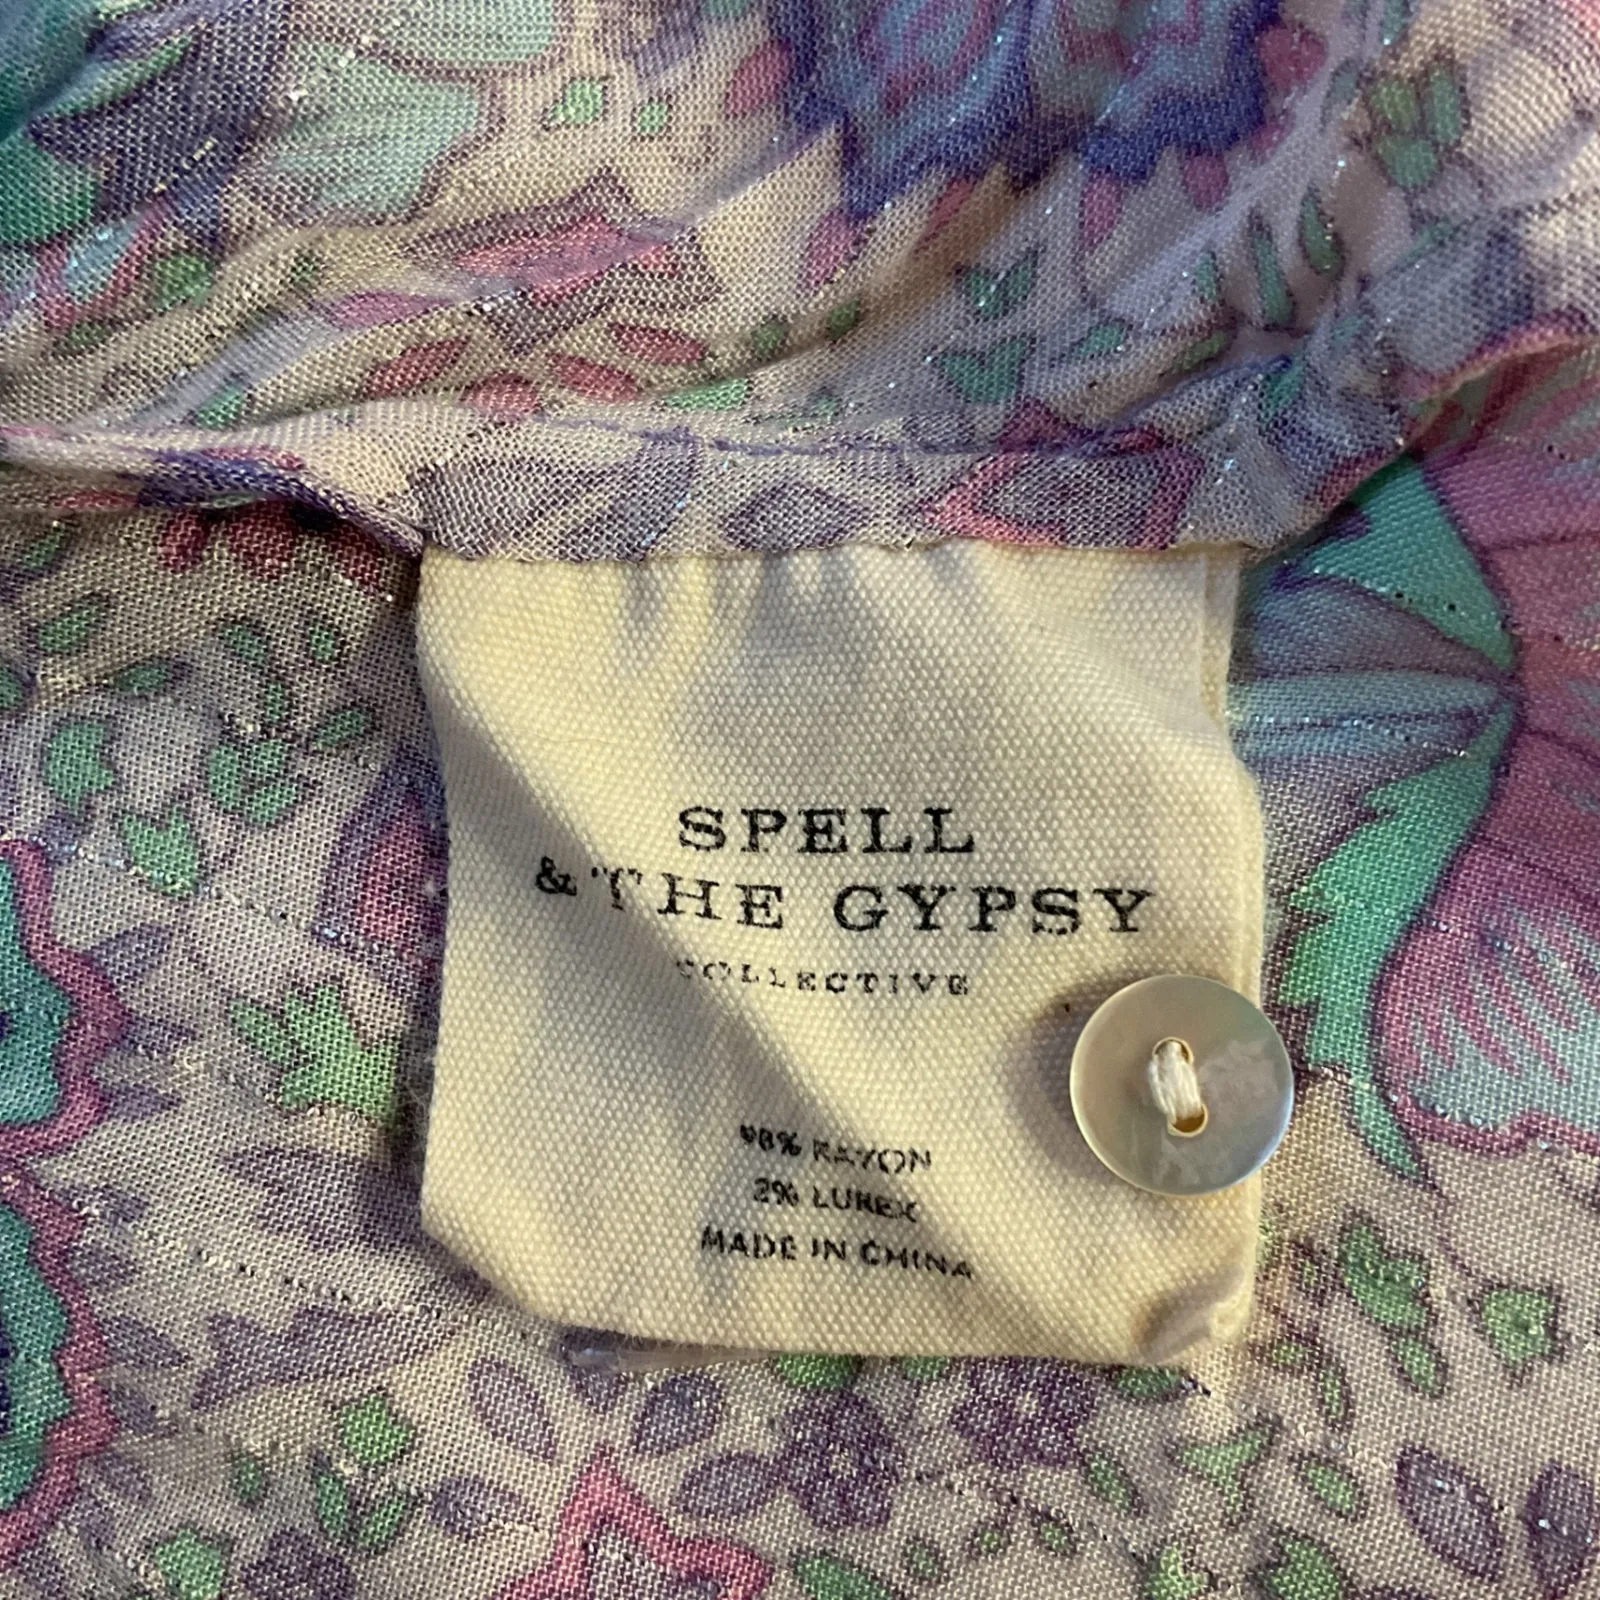 SPELL
& THE GYPSY
COLLECTIVE
98% RAYON
2% LUREX
MADE IN CHINA